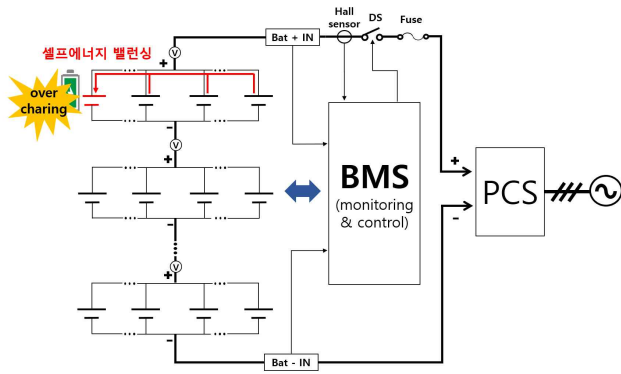 Hall
sensor
DS
Fuse
Bat + IN
셀프에너지 밸런싱
V
+
over
charing
A
-
V
+
BMS
(monitoring
& control)
+
PCS
-
-
V
+
-
Bat - IN